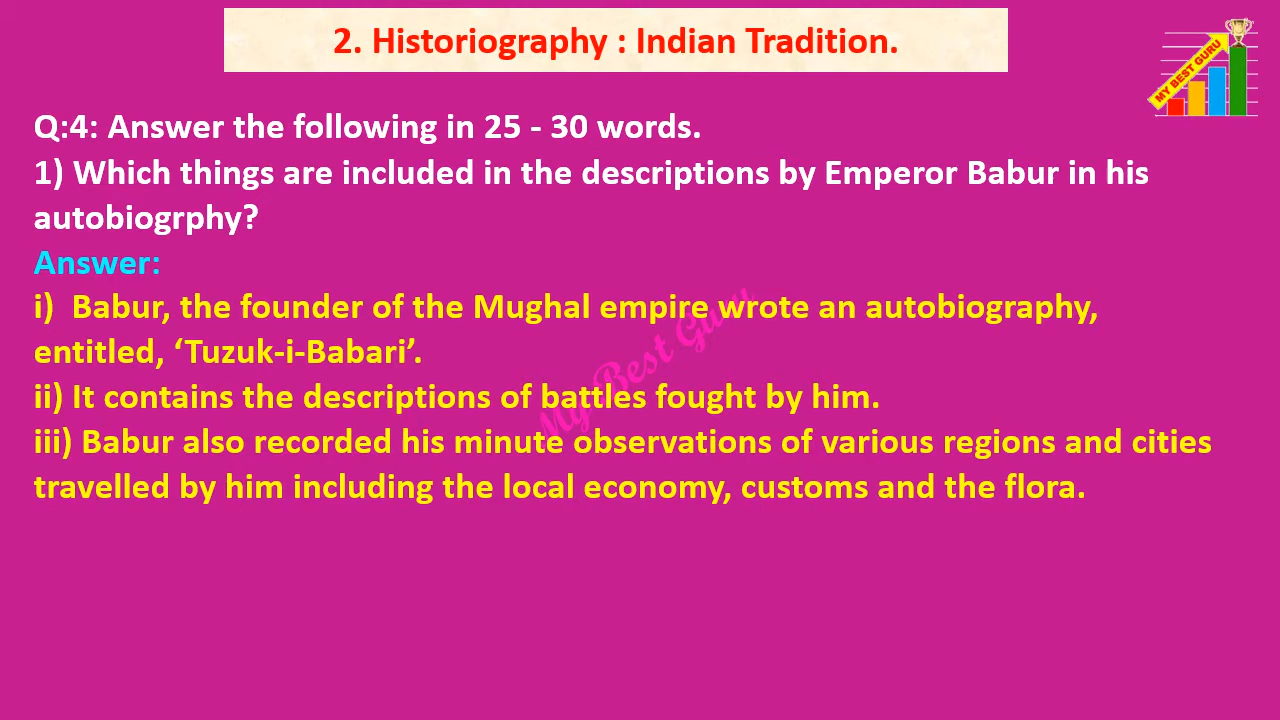 2. Historiography : Indian Tradition.
MY BEST GURU
Q:4: Answer the following in 25 - 30 words.
1) Which things are included in the descriptions by Emperor Babur in his
autobiogrphy?
Answer:
i)  Babur, the founder of the Mughal empire wrote an autobiography,
entitled, ‘Tuzuk-i-Babari’.
ii) It contains the descriptions of battles fought by him.
iii) Babur also recorded his minute observations of various regions and cities
travelled by him including the local economy, customs and the flora.
My Best Guru